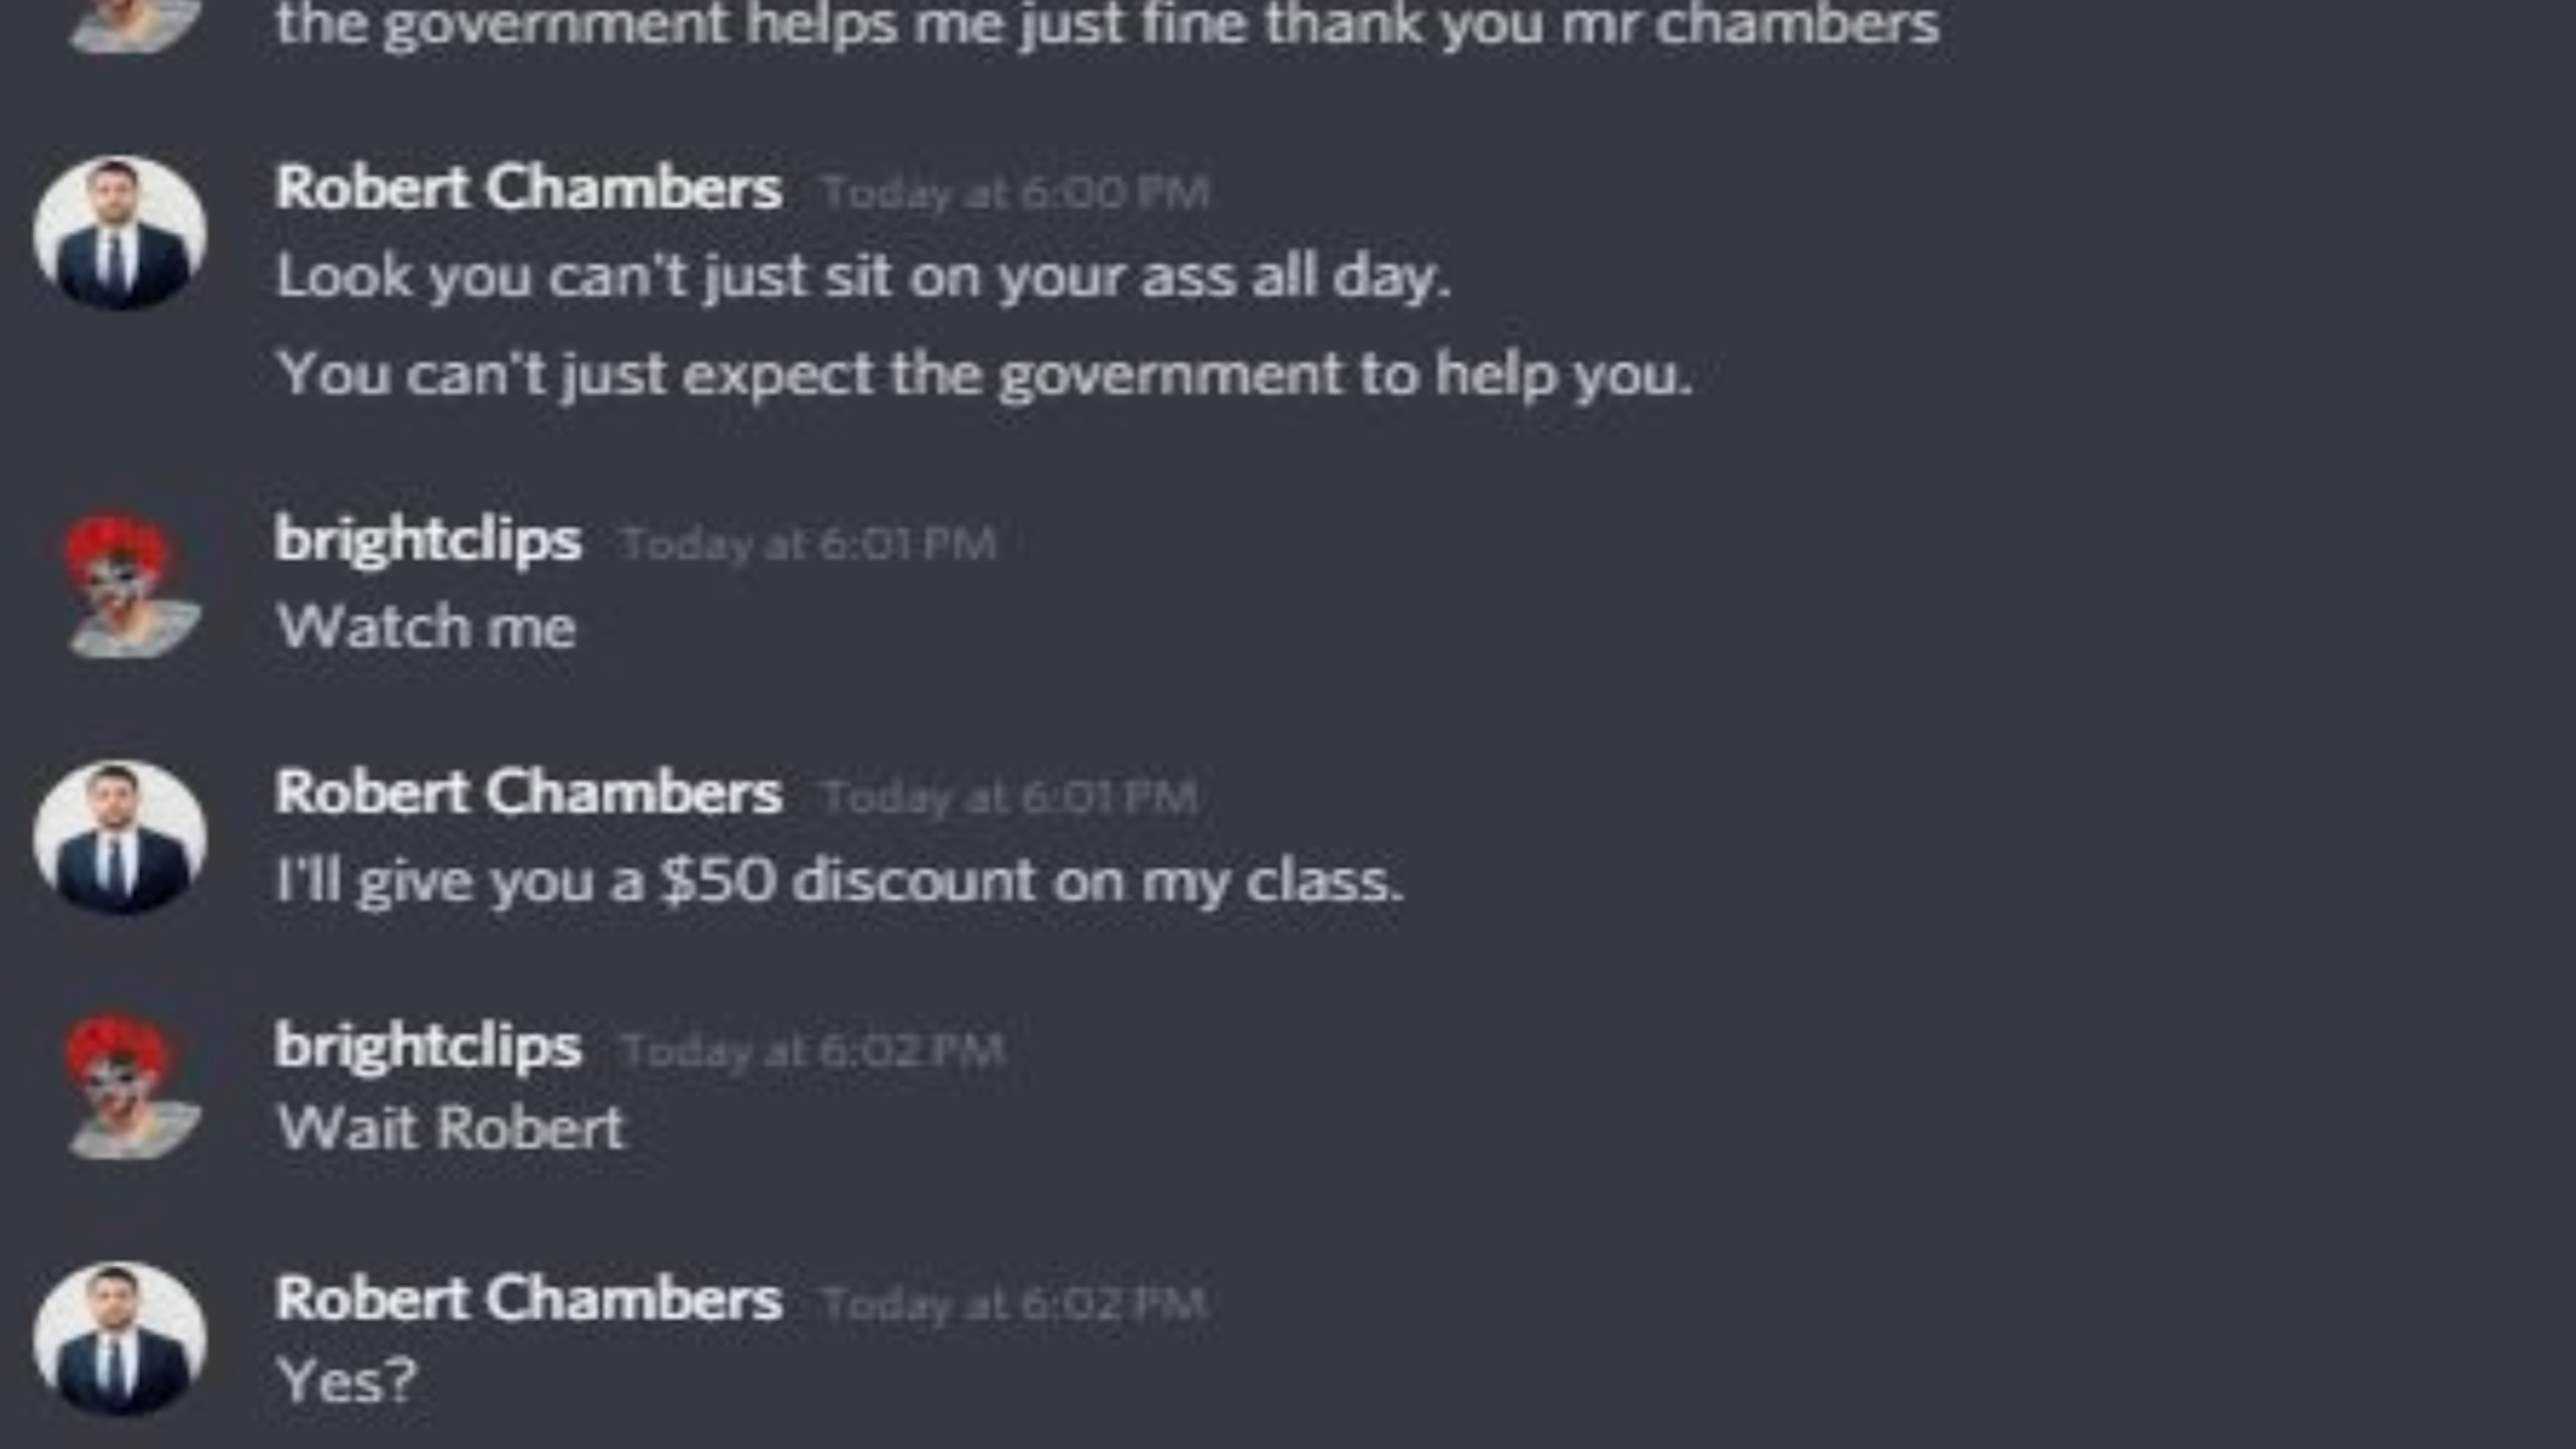 the government helps me just fine thank you mr chambers
Robert Chambers Today at 6:00 PM
Look you can't just sit on your ass all day.
You can't just expect the government to help you.
brightclips Today at 6:01 PM
Watch me
Robert Chambers Today at 6:01 PM
I'll give you a $50 discount on my class.
brightclips Today at 6:02 PM
Wait Robert
Robert Chambers Today at 6:02 PM
Yes?